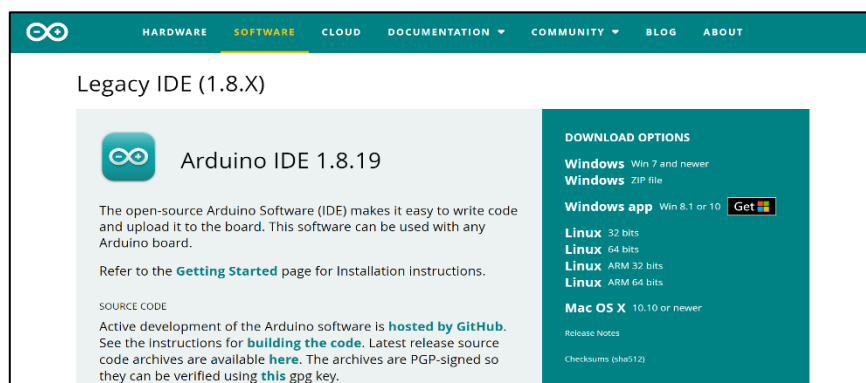 HARDWARE SOFTWARE CLOUD DOCUMENTATION COMMUNITY BLOG ABOUT
Legacy IDE (1.8.X)
Arduino IDE 1.8.19
The open-source Arduino Software (IDE) makes it easy to write code
and upload it to the board. This software can be used with any
Arduino board.
Refer to the Getting Started page for Installation instructions.
SOURCE CODE
Active development of the Arduino software is hosted by GitHub.
See the instructions for building the code. Latest release source
code archives are available here. The archives are PGP-signed so
they can be verified using this gpg key.
DOWNLOAD OPTIONS
Windows Win 7 and newer
Windows ZIP file
Windows app Win 8.1 or 10 Get
Linux 32 bits
Linux 64 bits
Linux ARM 32 bits
Linux ARM 64 bits
Mac OS X 10.10 or newer
Release Notes
Checksums (sha512)